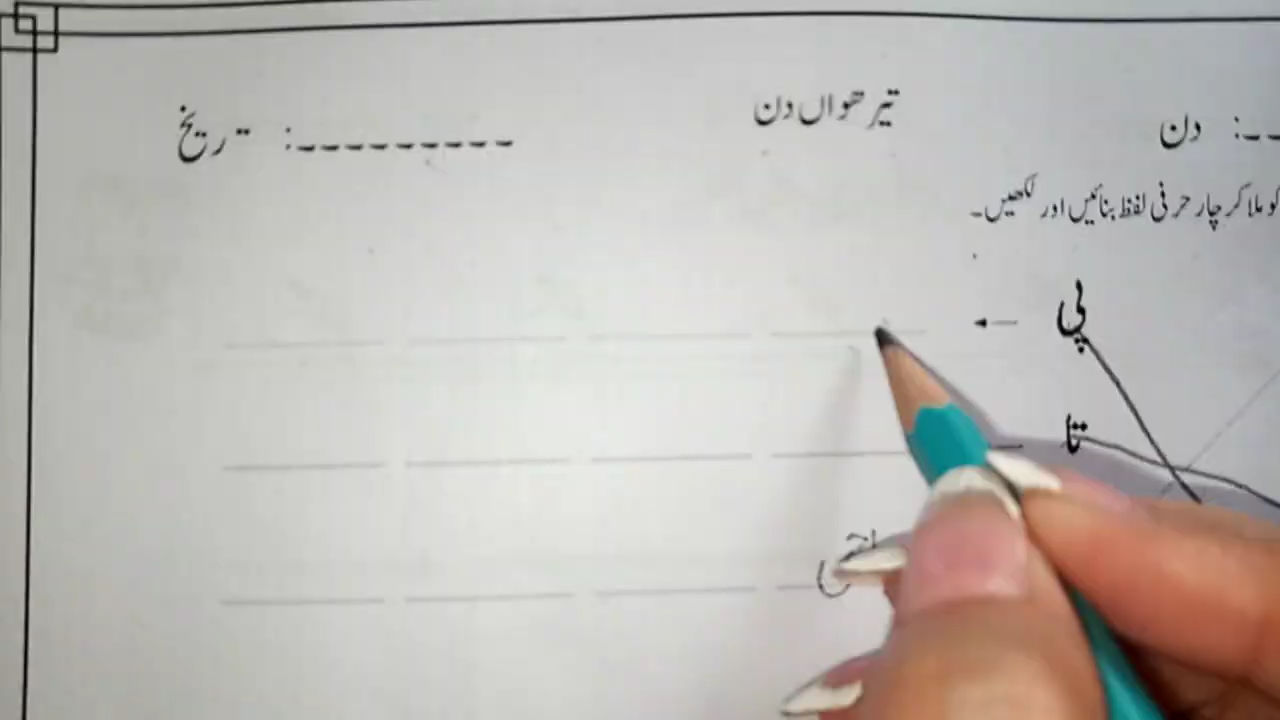 دن :-- تیرھواں دن تاریخ :---------
کو ملا کر چار حرفی لفظ بنائیں اور لکھیں۔
پی
تا